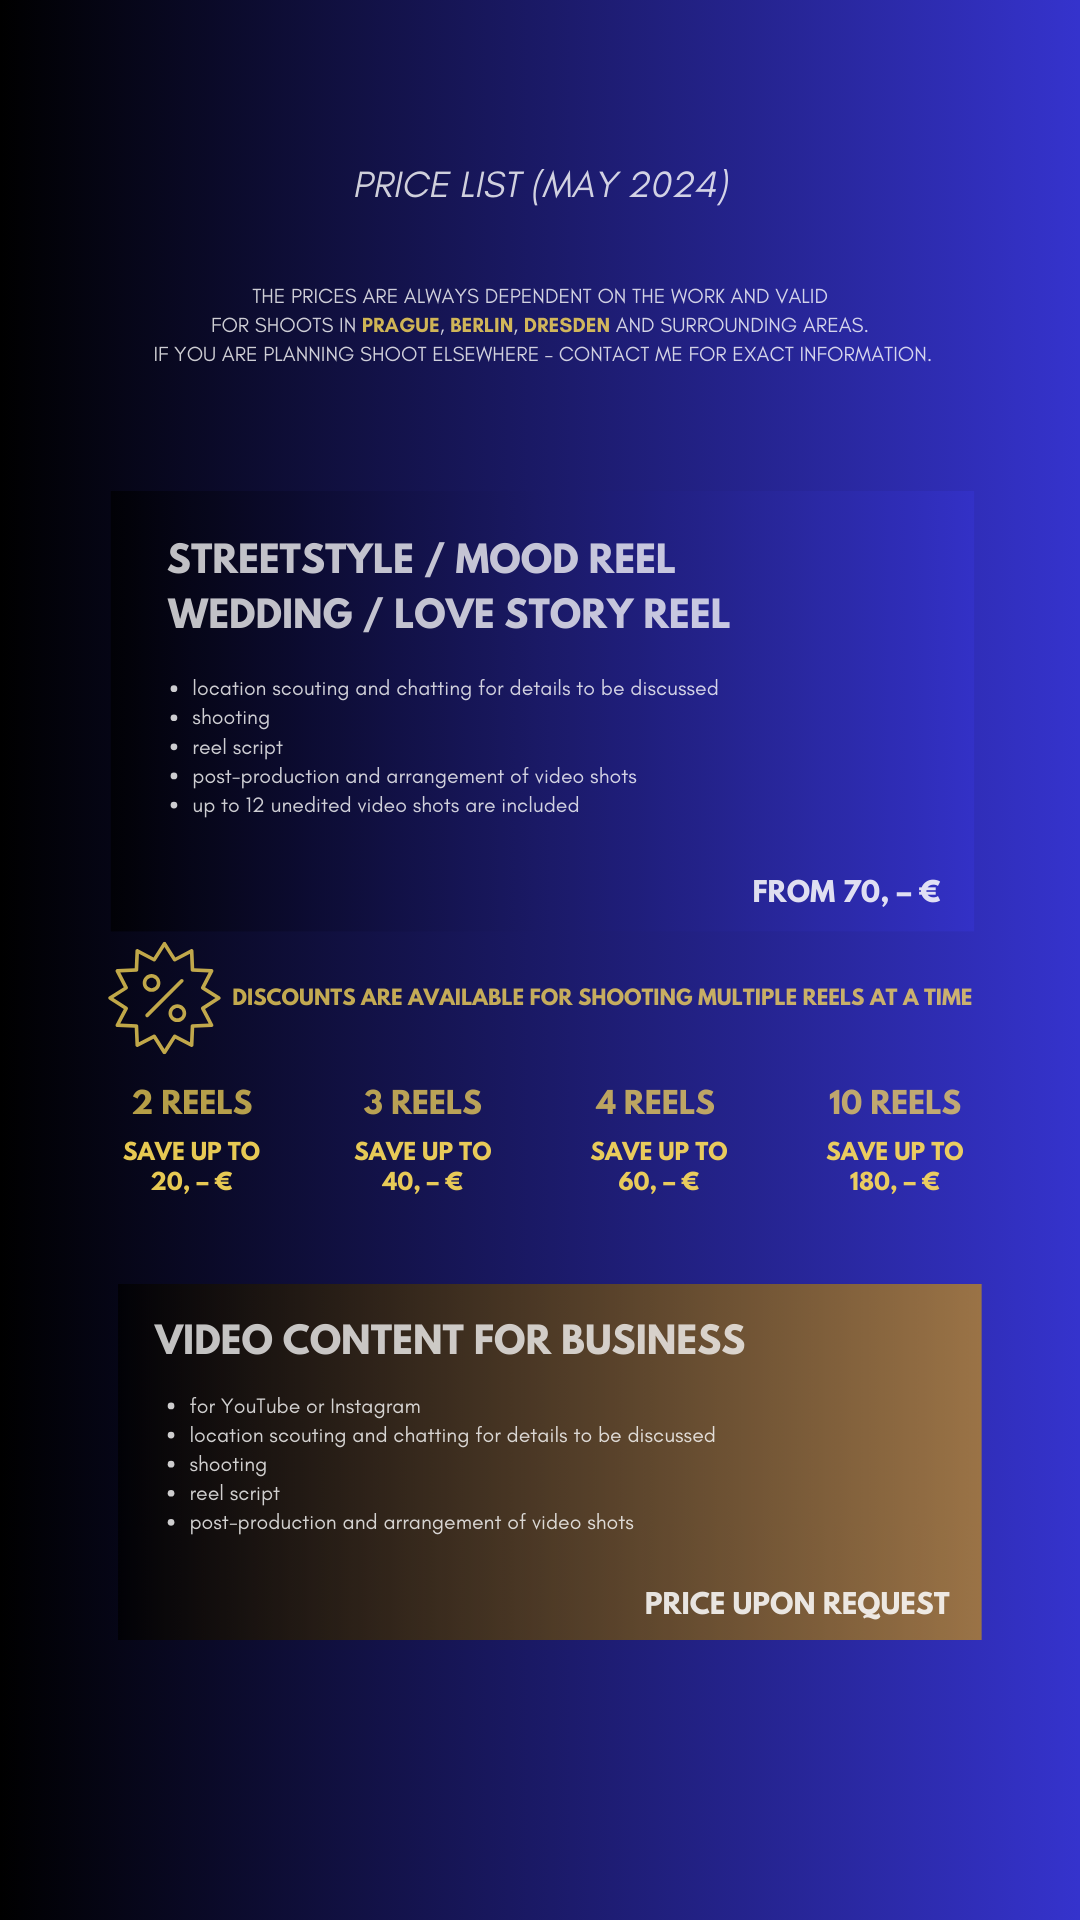 PRICE LIST (MAY 2024)
THE PRICES ARE ALWAYS DEPENDENT ON THE WORK AND VALID
FOR SHOOTS IN PRAGUE, BERLIN, DRESDEN AND SURROUNDING AREAS.
IF YOU ARE PLANNING SHOOT ELSEWHERE - CONTACT ME FOR EXACT INFORMATION.
STREETSTYLE / MOOD REEL
WEDDING / LOVE STORY REEL
• location scouting and chatting for details to be discussed
• shooting
• reel script
• post-production and arrangement of video shots
• up to 12 unedited video shots are included
FROM 70, – €
%
DISCOUNTS ARE AVAILABLE FOR SHOOTING MULTIPLE REELS AT A TIME
2 REELS
SAVE UP TO
20, – €
3 REELS
SAVE UP TO
40, – €
4 REELS
SAVE UP TO
60, – €
10 REELS
SAVE UP TO
180, – €
VIDEO CONTENT FOR BUSINESS
• for YouTube or Instagram
• location scouting and chatting for details to be discussed
• shooting
• reel script
• post-production and arrangement of video shots
PRICE UPON REQUEST